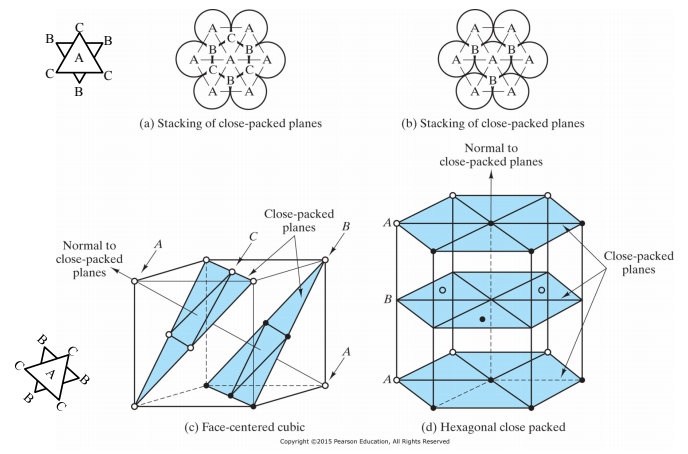 C
B B
A
C C
B
A A
C
B B
A A A
C C
B
A A
(a) Stacking of close-packed planes
A A
B B
A A A
B
A A
(b) Stacking of close-packed planes
Normal to
close-packed planes
Close-packed
planes
A
C
B
Normal to
close-packed
planes
A
C
B
C
A
B
B
C
(c) Face-centered cubic
A
B
A
Close-packed
planes
(d) Hexagonal close packed
Copyright ©2015 Pearson Education, All Rights Reserved